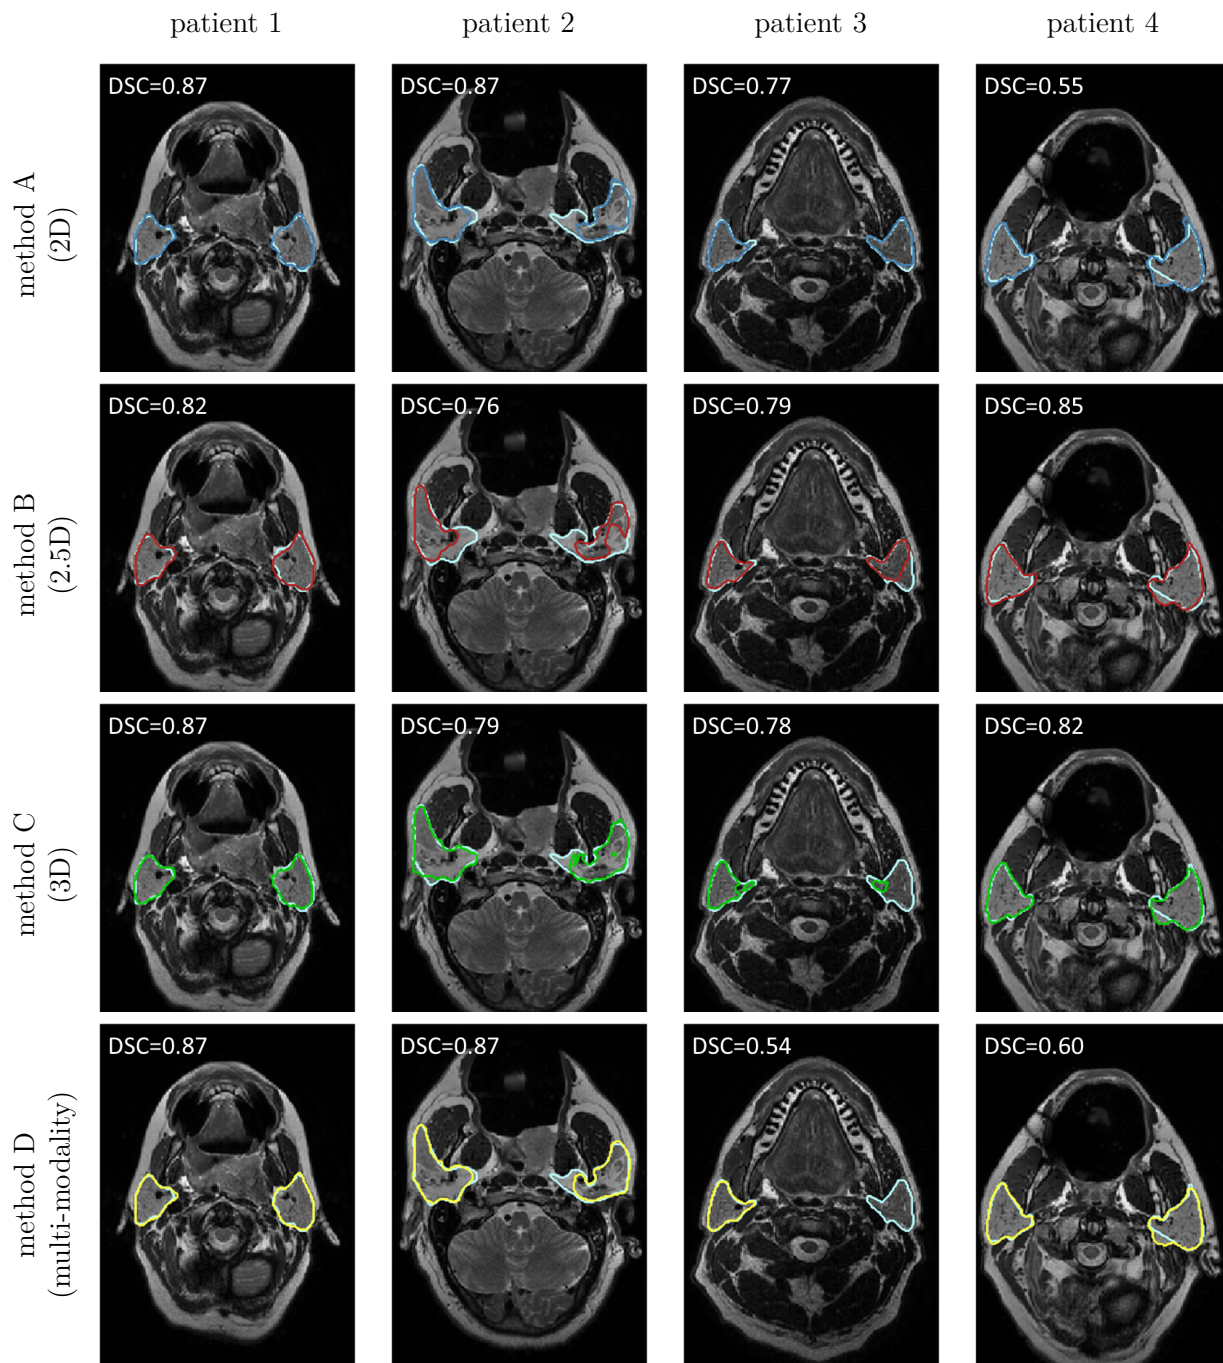 patient 1
patient 2
patient 3
patient 4
method A
(2D)
DSC=0.87
DSC=0.87
DSC=0.77
DSC=0.55
method B
(2.5D)
DSC=0.82
DSC=0.76
DSC=0.79
DSC=0.85
method C
(3D)
DSC=0.87
DSC=0.79
DSC=0.78
DSC=0.82
method D
(multi-modality)
DSC=0.87
DSC=0.87
DSC=0.54
DSC=0.60